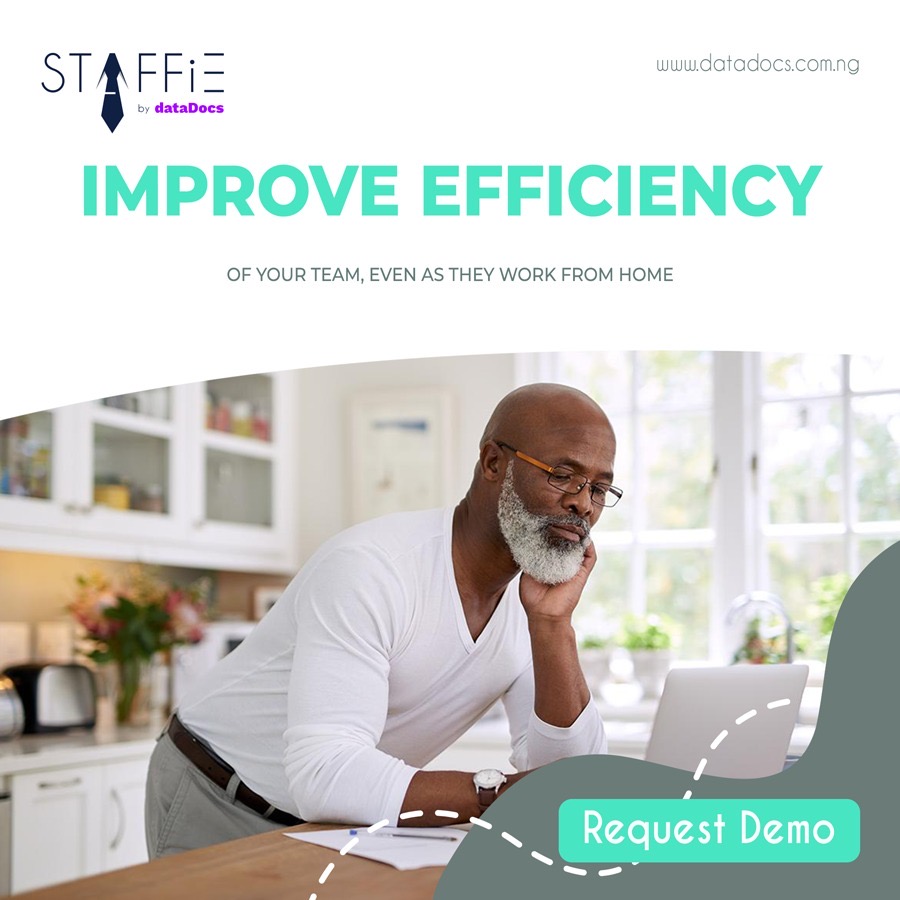 STAFFiE
by dataDocs
www.datadocs.com.ng
IMPROVE EFFICIENCY
OF YOUR TEAM, EVEN AS THEY WORK FROM HOME
Request Demo